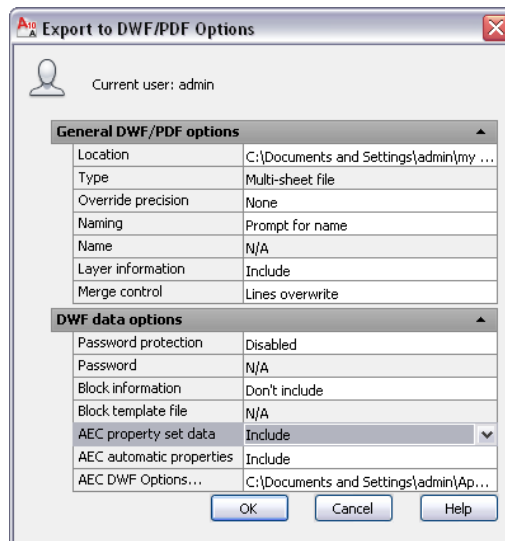 Export to DWF/PDF Options
Current user: admin
General DWF/PDF options
Location C:\Documents and Settings\admin\my ...
Type Multi-sheet file
Override precision None
Naming Prompt for name
Name N/A
Layer information Include
Merge control Lines overwrite
DWF data options
Password protection Disabled
Password N/A
Block information Don't include
Block template file N/A
AEC property set data Include
AEC automatic properties Include
AEC DWF Options... C:\Documents and Settings\admin\Ap...
OK Cancel Help